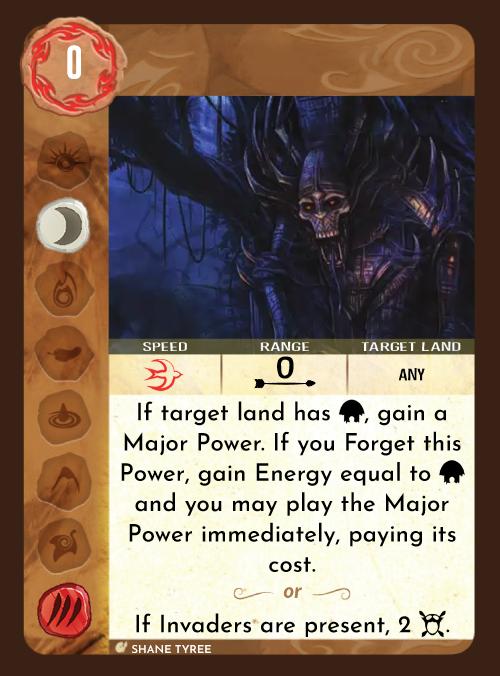 0
SPEED RANGE TARGET LAND
0 ANY
If target land has , gain a
Major Power. If you Forget this
Power, gain Energy equal to
and you may play the Major
Power immediately, paying its
cost.
or
If Invaders are present, 2 .
SHANE TYREE